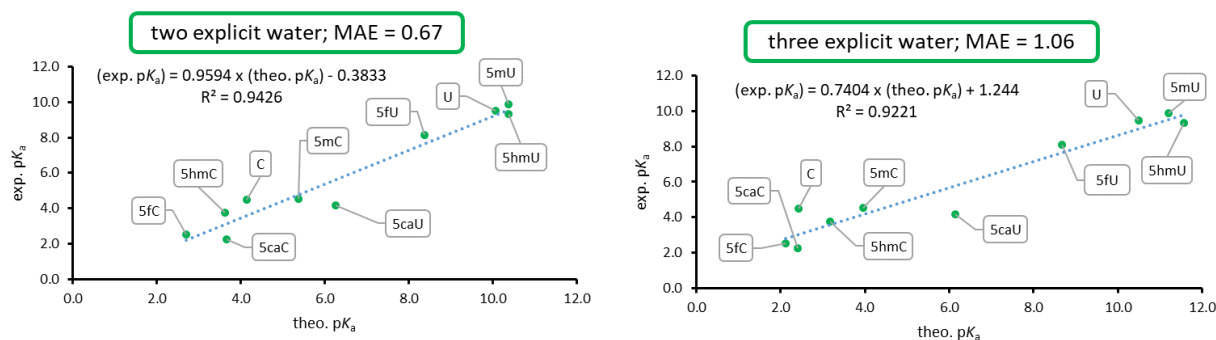 two explicit water; MAE = 0.67
(exp. pKa) = 0.9594 x (theo. pKa) - 0.3833
R² = 0.9426
exp. pKa
12.0
10.0
8.0
6.0
4.0
2.0
0.0
5mU
U
5fU
5hmU
5mC
C
5hmC
5fC
5caU
5caC
0.0 2.0 4.0 6.0 8.0 10.0 12.0
theo. pKa
three explicit water; MAE = 1.06
(exp. pKa) = 0.7404 x (theo. pKa) + 1.244
R² = 0.9221
exp. pKa
12.0
10.0
8.0
6.0
4.0
2.0
0.0
U
5mU
5hmU
5fU
5caC
C
5mC
5caU
5fC
5hmC
0.0 2.0 4.0 6.0 8.0 10.0 12.0
theo. pKa